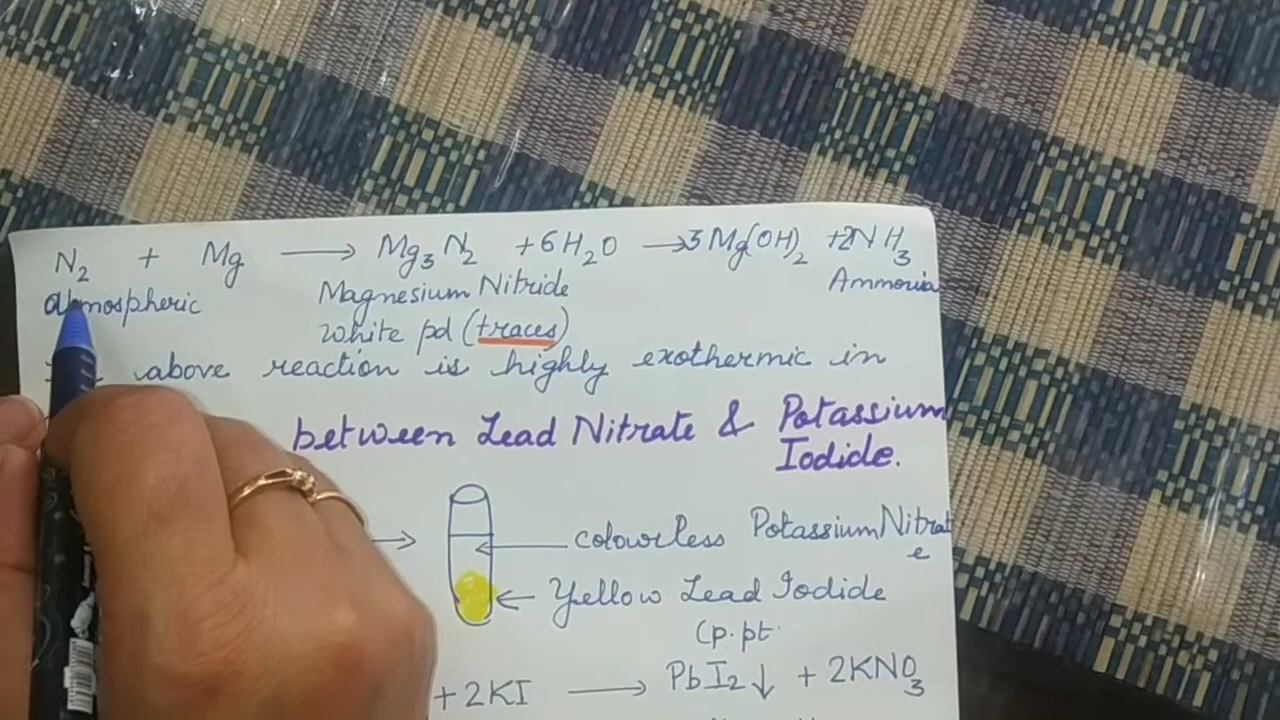 N₂ + Mg ⟶ Mg₃N₂ + 6H₂O ⟶ 3Mg(OH)₂ + 2NH₃
atmospheric Magnesium Nitride Ammonia
White pd (traces)
above reaction is highly exothermic in
between Lead Nitrate & Potassium
Iodide.
→ colourless Potassium Nitrat
e
← Yellow Lead Iodide
(p.pt.
+ 2KI ⟶ PbI₂↓ + 2KNO₃